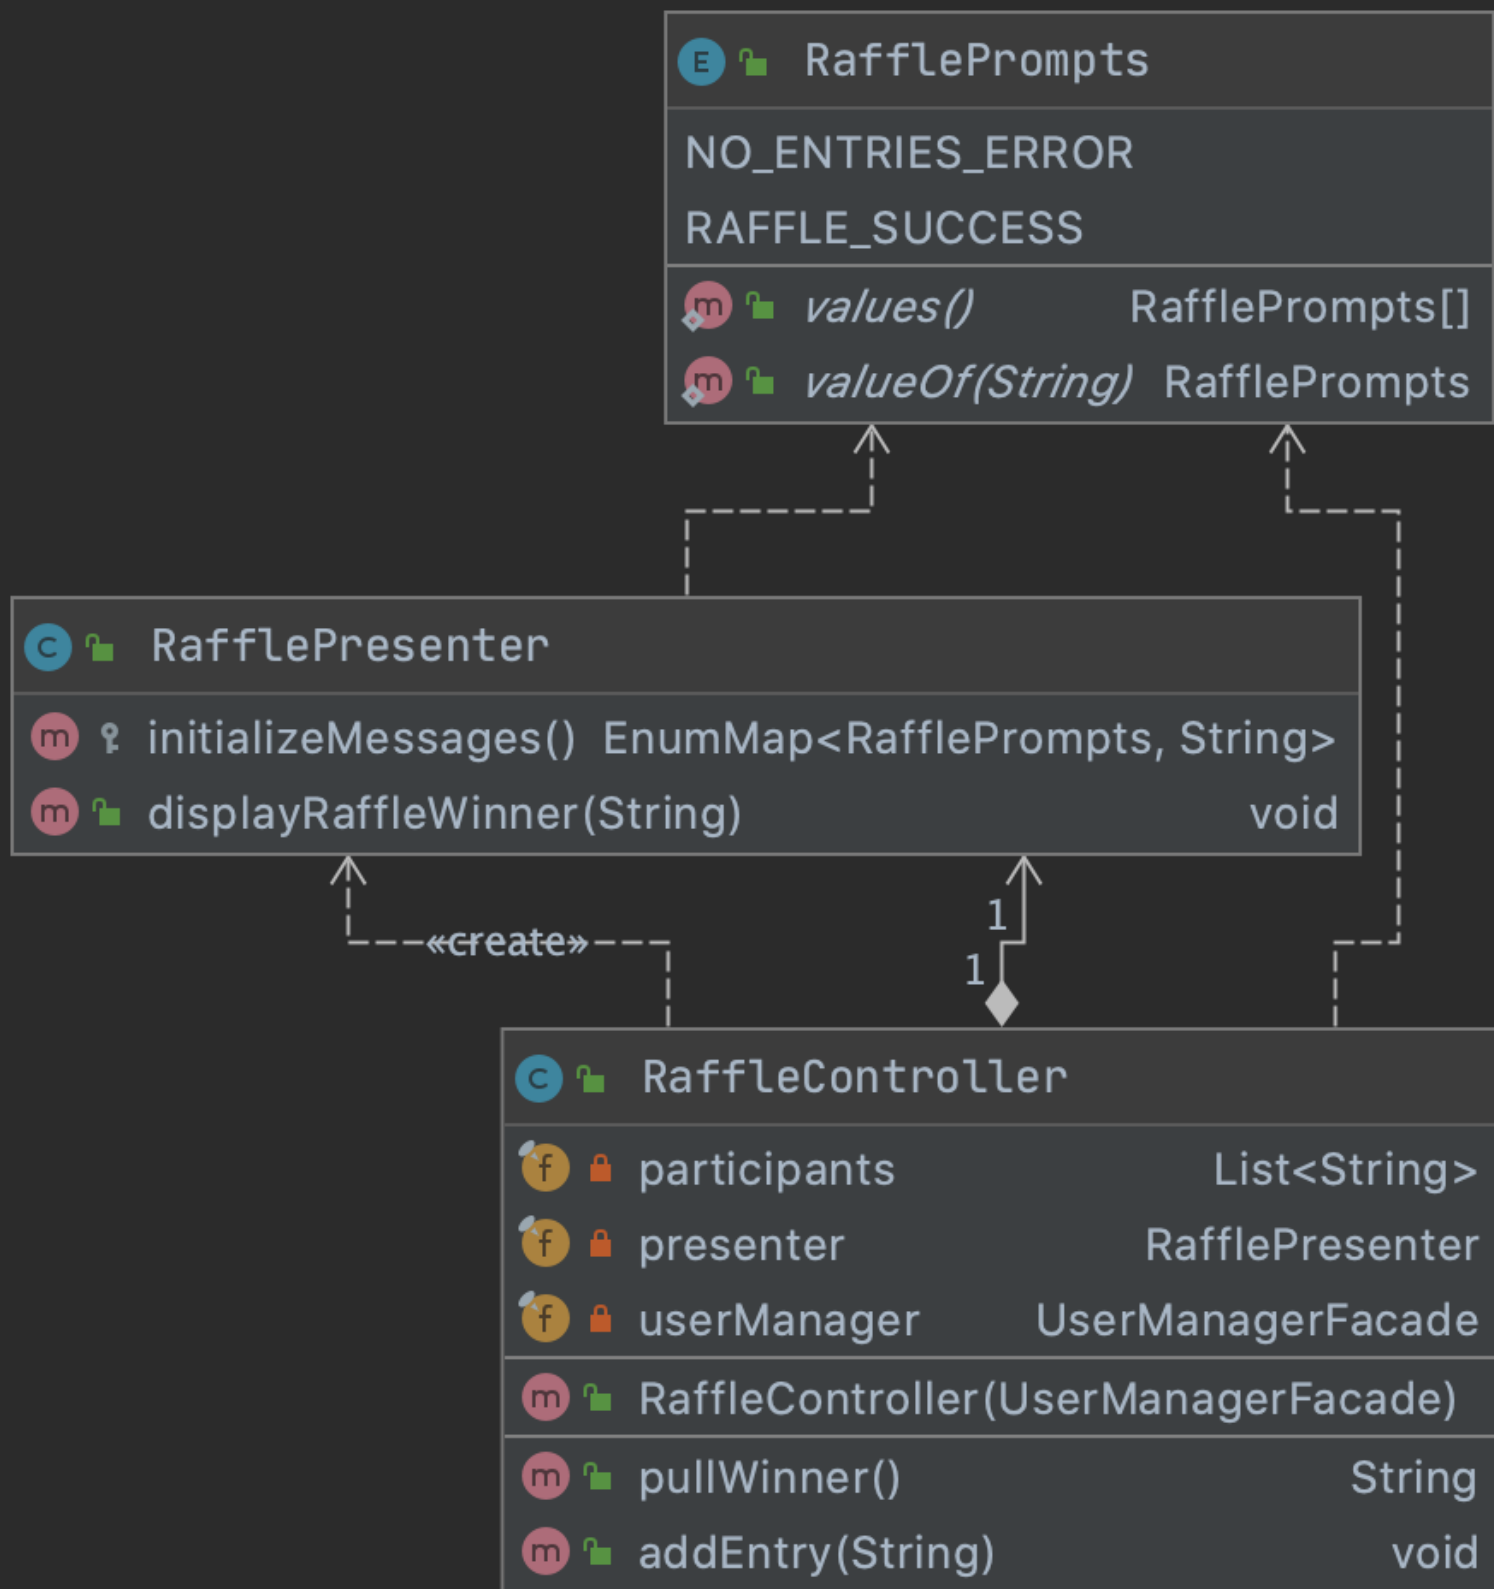 E RafflePrompts
NO_ENTRIES_ERROR
RAFFLE_SUCCESS
m values() RafflePrompts[]
m valueOf(String) RafflePrompts
C RafflePresenter
m initializeMessages() EnumMap<RafflePrompts, String>
m displayRaffleWinner(String) void
1
«create»
1
C RaffleController
f participants List<String>
f presenter RafflePresenter
f userManager UserManagerFacade
m RaffleController(UserManagerFacade)
m pullWinner() String
m addEntry(String) void